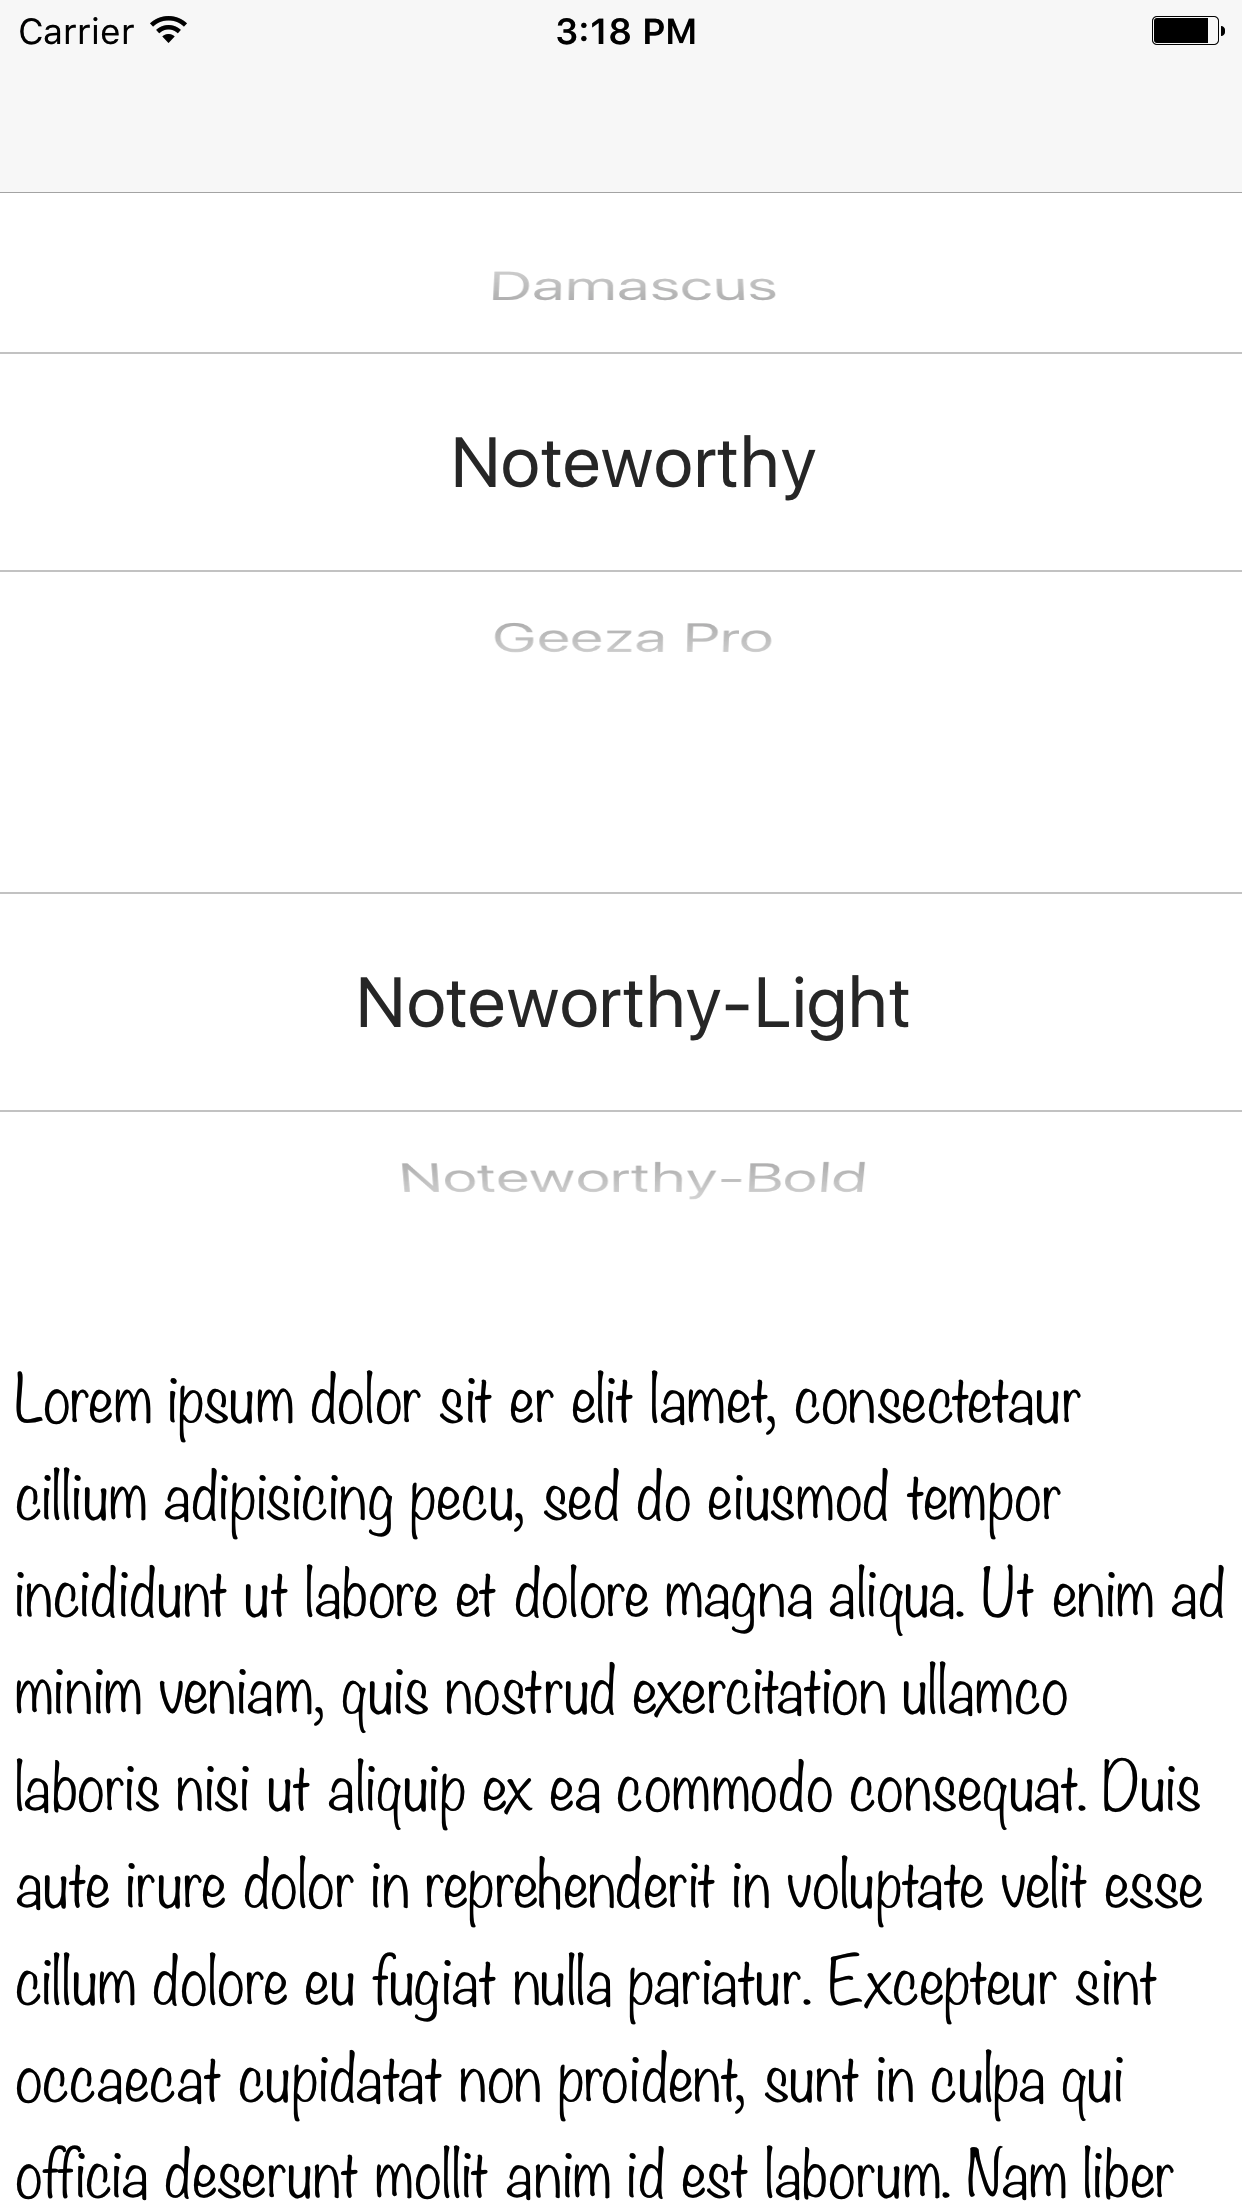 Carrier 3:18 PM
Damascus
Noteworthy
Geeza Pro
Noteworthy-Light
Noteworthy-Bold
Lorem ipsum dolor sit er elit lamet, consectetaur
cillium adipisicing pecu, sed do eiusmod tempor
incididunt ut labore et dolore magna aliqua. Ut enim ad
minim veniam, quis nostrud exercitation ullamco
laboris nisi ut aliquip ex ea commodo consequat. Duis
aute irure dolor in reprehenderit in voluptate velit esse
cillum dolore eu fugiat nulla pariatur. Excepteur sint
occaecat cupidatat non proident, sunt in culpa qui
officia deserunt mollit anim id est laborum. Nam liber